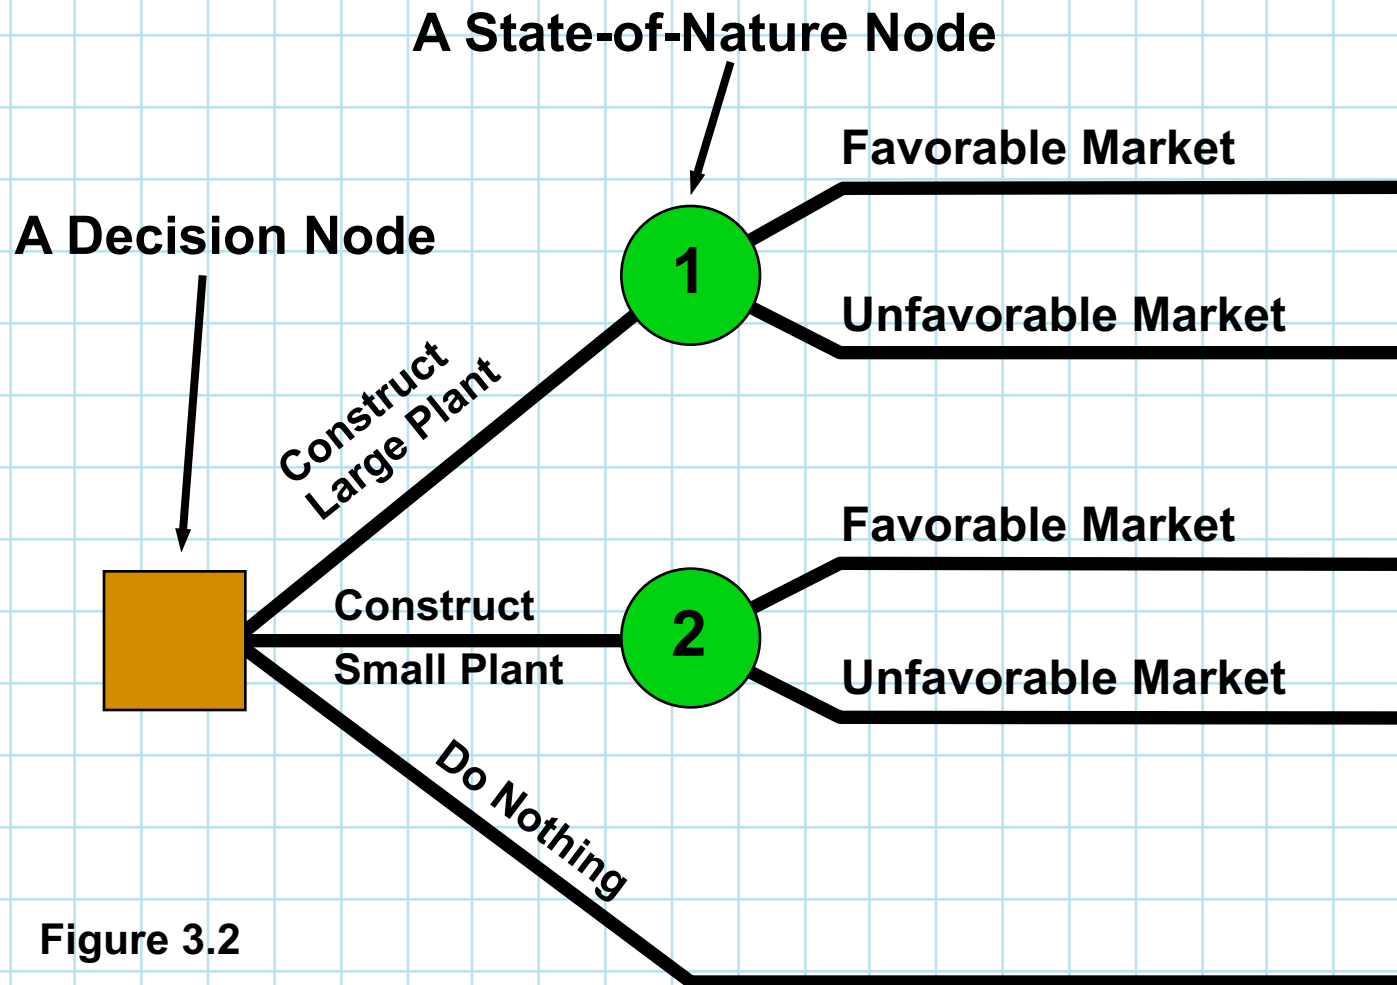 A State-of-Nature Node
Favorable Market
A Decision Node
1
Unfavorable Market
Construct
Large Plant
Favorable Market
Construct
2
Small Plant
Unfavorable Market
Do Nothing
Figure 3.2